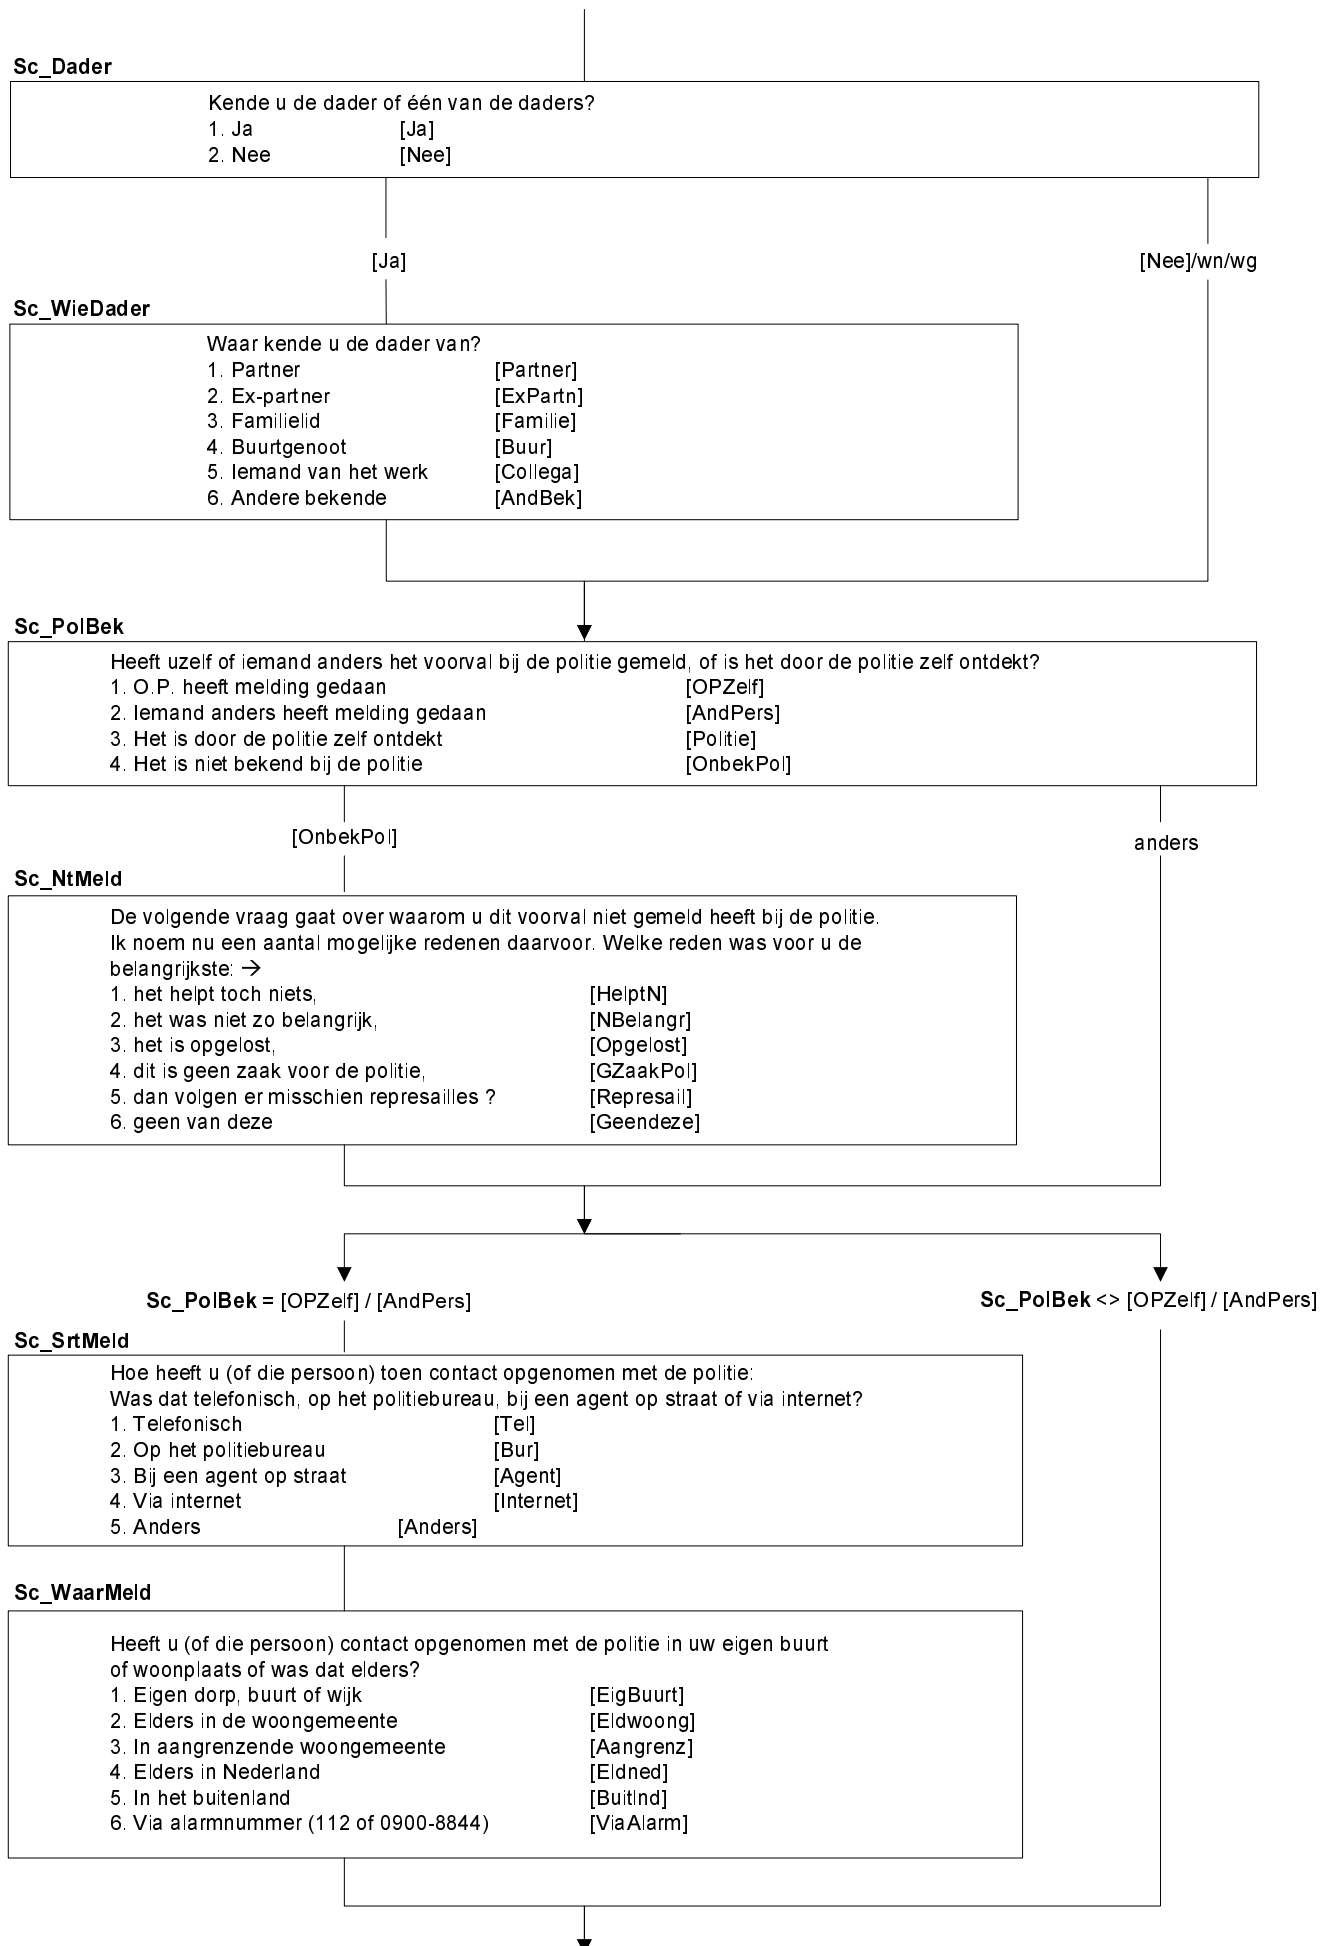 Sc_Dader
Kende u de dader of één van de daders?
1. Ja [Ja]
2. Nee [Nee]
[Ja] [Nee]/wn/wg
Sc_WieDader
Waar kende u de dader van?
1. Partner [Partner]
2. Ex-partner [ExPartn]
3. Familielid [Familie]
4. Buurtgenoot [Buur]
5. Iemand van het werk [Collega]
6. Andere bekende [AndBek]
Sc_PolBek
Heeft uzelf of iemand anders het voorval bij de politie gemeld, of is het door de politie zelf ontdekt?
1. O.P. heeft melding gedaan [OPZelf]
2. Iemand anders heeft melding gedaan [AndPers]
3. Het is door de politie zelf ontdekt [Politie]
4. Het is niet bekend bij de politie [OnbekPol]
[OnbekPol] anders
Sc_NtMeld
De volgende vraag gaat over waarom u dit voorval niet gemeld heeft bij de politie.
Ik noem nu een aantal mogelijke redenen daarvoor. Welke reden was voor u de
belangrijkste: →
1. het helpt toch niets, [HelptN]
2. het was niet zo belangrijk, [NBelangr]
3. het is opgelost, [Opgelost]
4. dit is geen zaak voor de politie, [GZaakPol]
5. dan volgen er misschien represailles ? [Represail]
6. geen van deze [Geendeze]
Sc_PolBek = [OPZelf] / [AndPers] Sc_PolBek <> [OPZelf] / [AndPers]
Sc_SrtMeld
Hoe heeft u (of die persoon) toen contact opgenomen met de politie:
Was dat telefonisch, op het politiebureau, bij een agent op straat of via internet?
1. Telefonisch [Tel]
2. Op het politiebureau [Bur]
3. Bij een agent op straat [Agent]
4. Via internet [Internet]
5. Anders [Anders]
Sc_WaarMeld
Heeft u (of die persoon) contact opgenomen met de politie in uw eigen buurt
of woonplaats of was dat elders?
1. Eigen dorp, buurt of wijk [EigBuurt]
2. Elders in de woongemeente [Eldwoong]
3. In aangrenzende woongemeente [Aangrenz]
4. Elders in Nederland [Eldned]
5. In het buitenland [Buitlnd]
6. Via alarmnummer (112 of 0900-8844) [ViaAlarm]